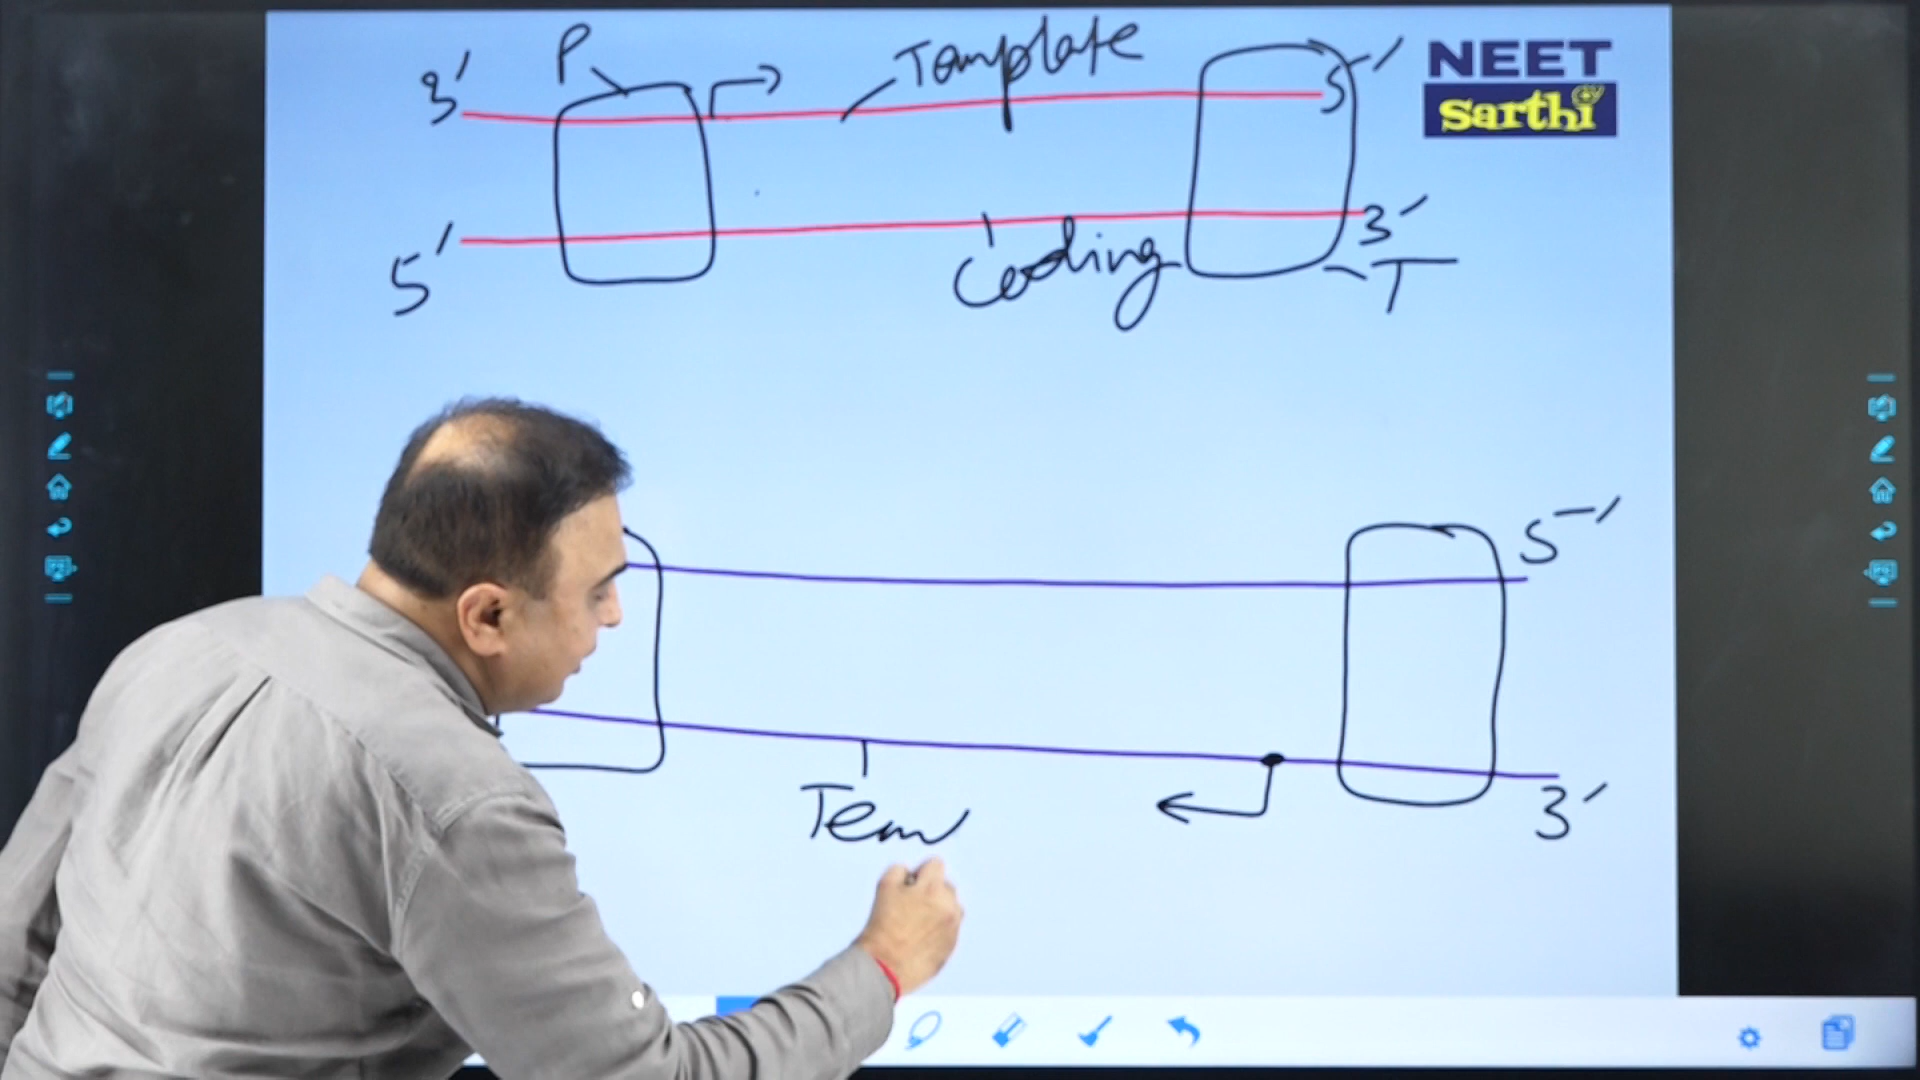 P
3′ Template 5′
NEET
sarthi
5′ Coding 3′
T
5′
Tem
3′